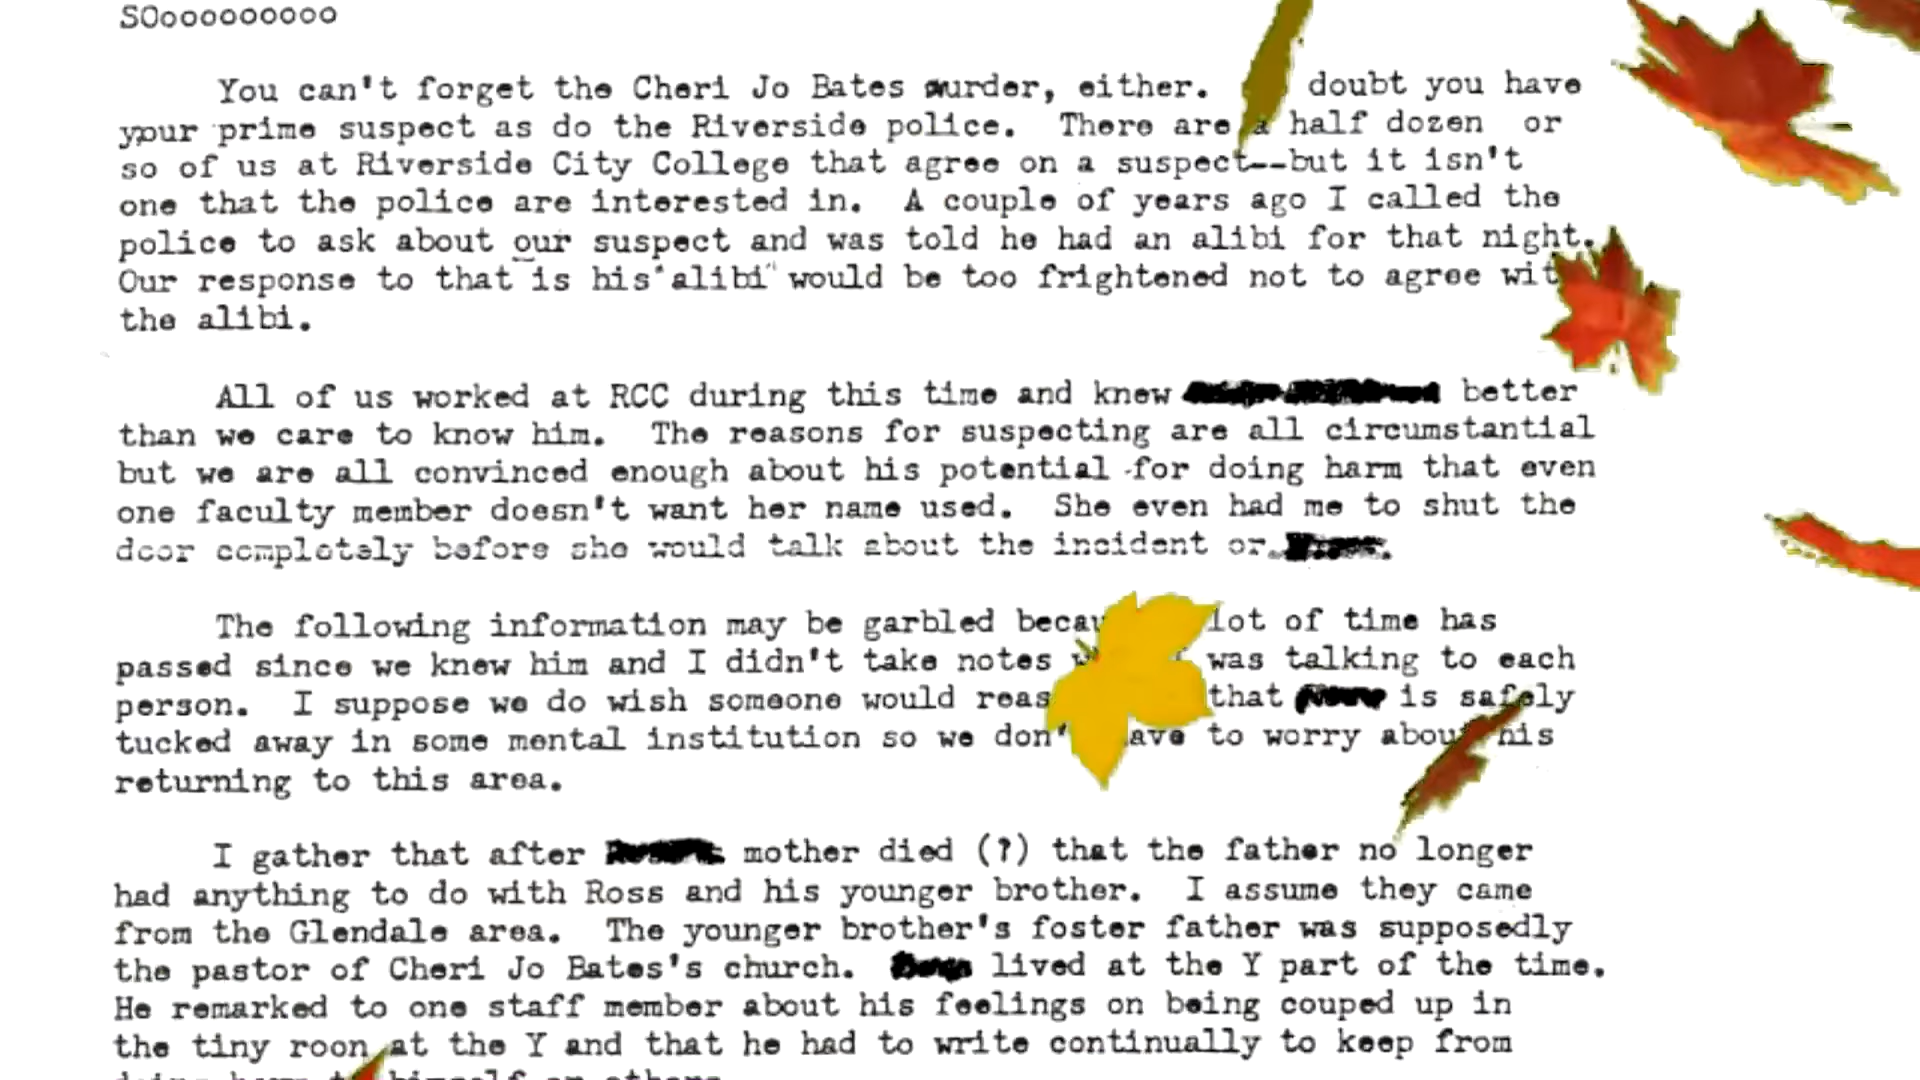 SOoooooooooo
You can't forget the Cheri Jo Bates murder, either. doubt you have
your prime suspect as do the Riverside police. There are a half dozen or
so of us at Riverside City College that agree on a suspect--but it isn't
one that the police are interested in. A couple of years ago I called the
police to ask about our suspect and was told he had an alibi for that night.
Our response to that is his "alibi" would be too frightened not to agree
the alibi.
All of us worked at RCC during this time and knew better
than we care to know him. The reasons for suspecting are all circumstantial
but we are all convinced enough about his potential for doing harm that even
one faculty member doesn't want her name used. She even had me to shut the
door completely before she would talk about the incident or
The following information may be garbled lot of time has
passed since we knew him and I didn't take notes was talking to each
person. I suppose we do wish someone would that is safely
tucked away in some mental institution so we to worry about his
returning to this area.
I gather that after mother died (?) that the father no longer
had anything to do with Ross and his younger brother. I assume they came
from the Glendale area. The younger brother's foster father was supposedly
the pastor of Cheri Jo Bates's church. lived at the Y part of the time.
He remarked to one staff member about his feelings on being couped up in
the tiny roon at the Y and that he had to write continually to keep from